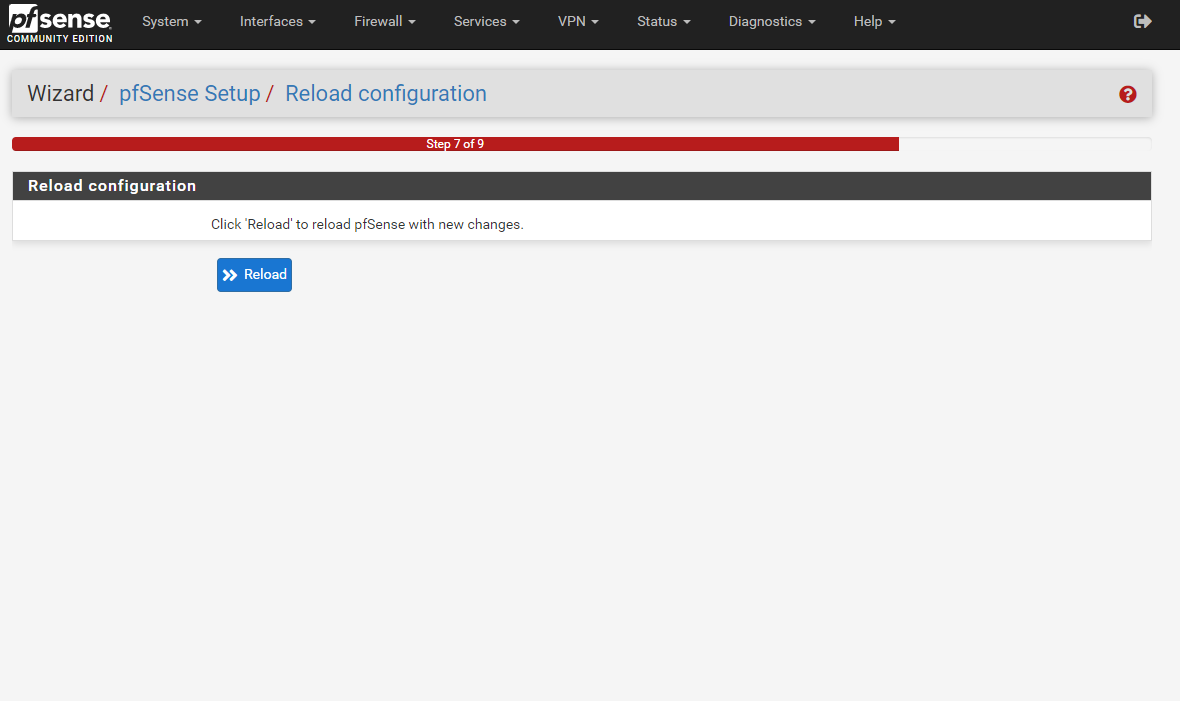 pfsense
COMMUNITY EDITION
System Interfaces Firewall Services VPN Status Diagnostics Help
Wizard / pfSense Setup / Reload configuration
Step 7 of 9
Reload configuration
Click 'Reload' to reload pfSense with new changes.
Reload